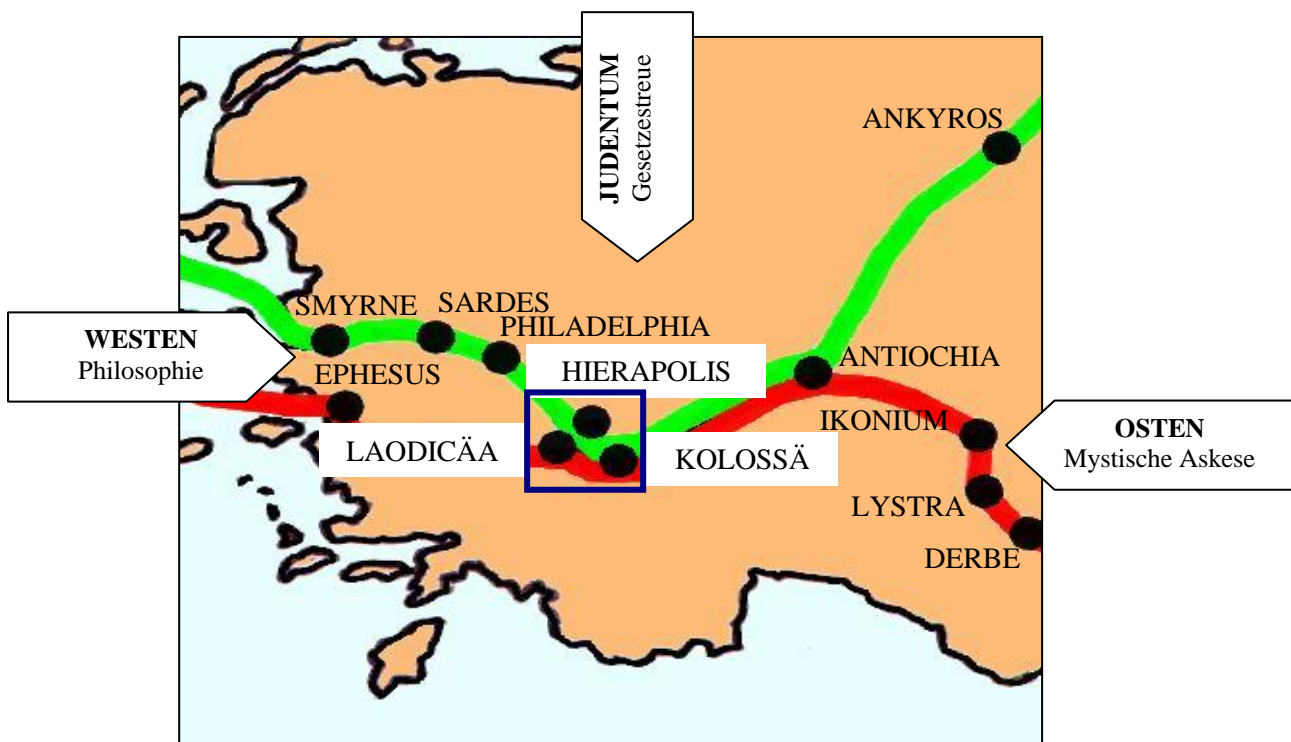 JUDENTUM
Gesetzestreue
ANKYROS
SMYRNE
SARDES
PHILADELPHIA
WESTEN
Philosophie
EPHESUS
HIERAPOLIS
ANTIOCHIA
IKONIUM
OSTEN
Mystische Askese
LAODICÄA
KOLOSSÄ
LYSTRA
DERBE